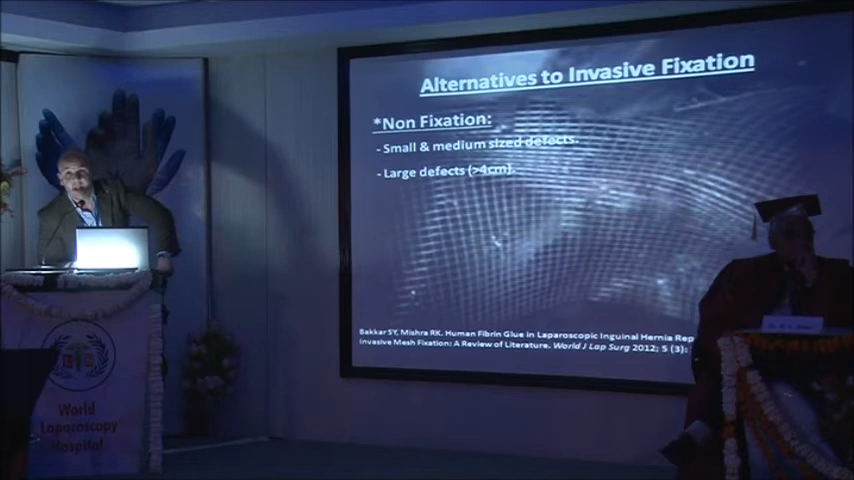 Alternatives to Invasive Fixation
*Non Fixation:
- Small & medium sized defects.
- Large defects (>4cm).
Bakkar SY, Mishra RK. Human Fibrin Glue in Laparoscopic Inguinal Hernia Rep
Invasive Mesh Fixation: A Review of Literature. World J Lap Surg 2012; 5 (3):
World
Laparoscopy
Hospital